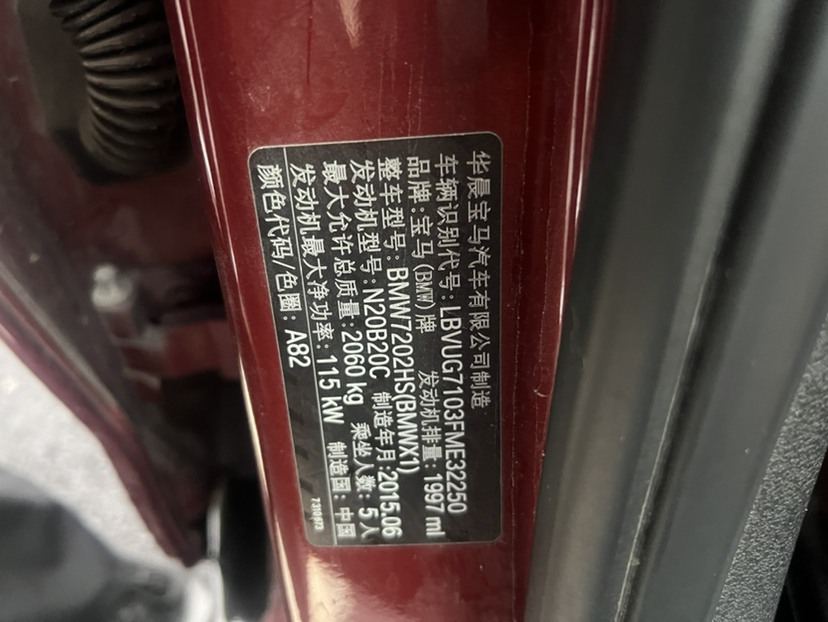 华晨宝马汽车有限公司制造
车辆识别代号:LBVUG7103FME32250
品牌:宝马(BMW)牌 发动机排量:1997 ml
整车型号:BMW7202HS(BMWX1)
发动机型号:N20B20C 制造年月:2015.06
最大允许总质量:2060 kg 乘坐人数:5人
发动机最大净功率:115 kW 制造国:中国
颜色代码/色圈:A82